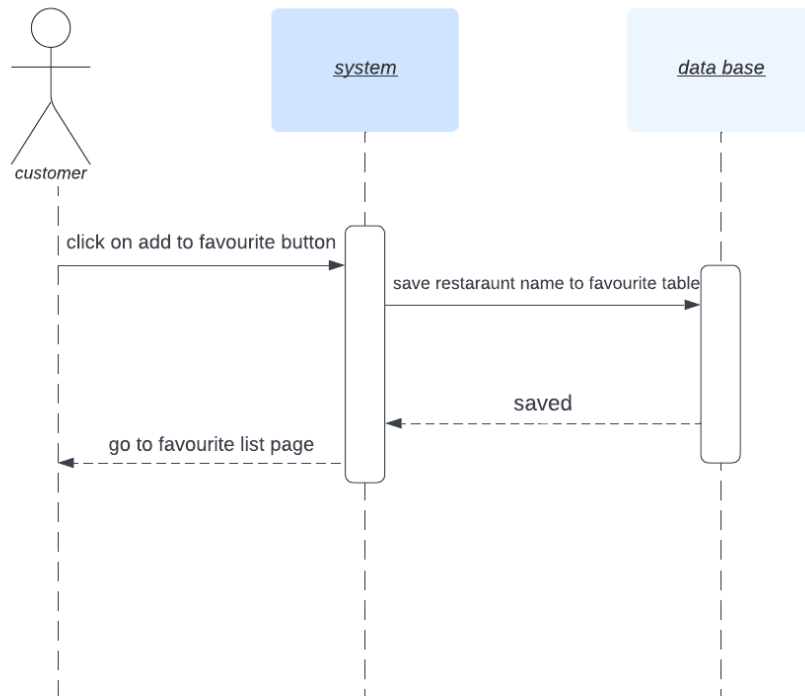 system
data base
customer
click on add to favourite button
save restaraunt name to favourite table
saved
go to favourite list page